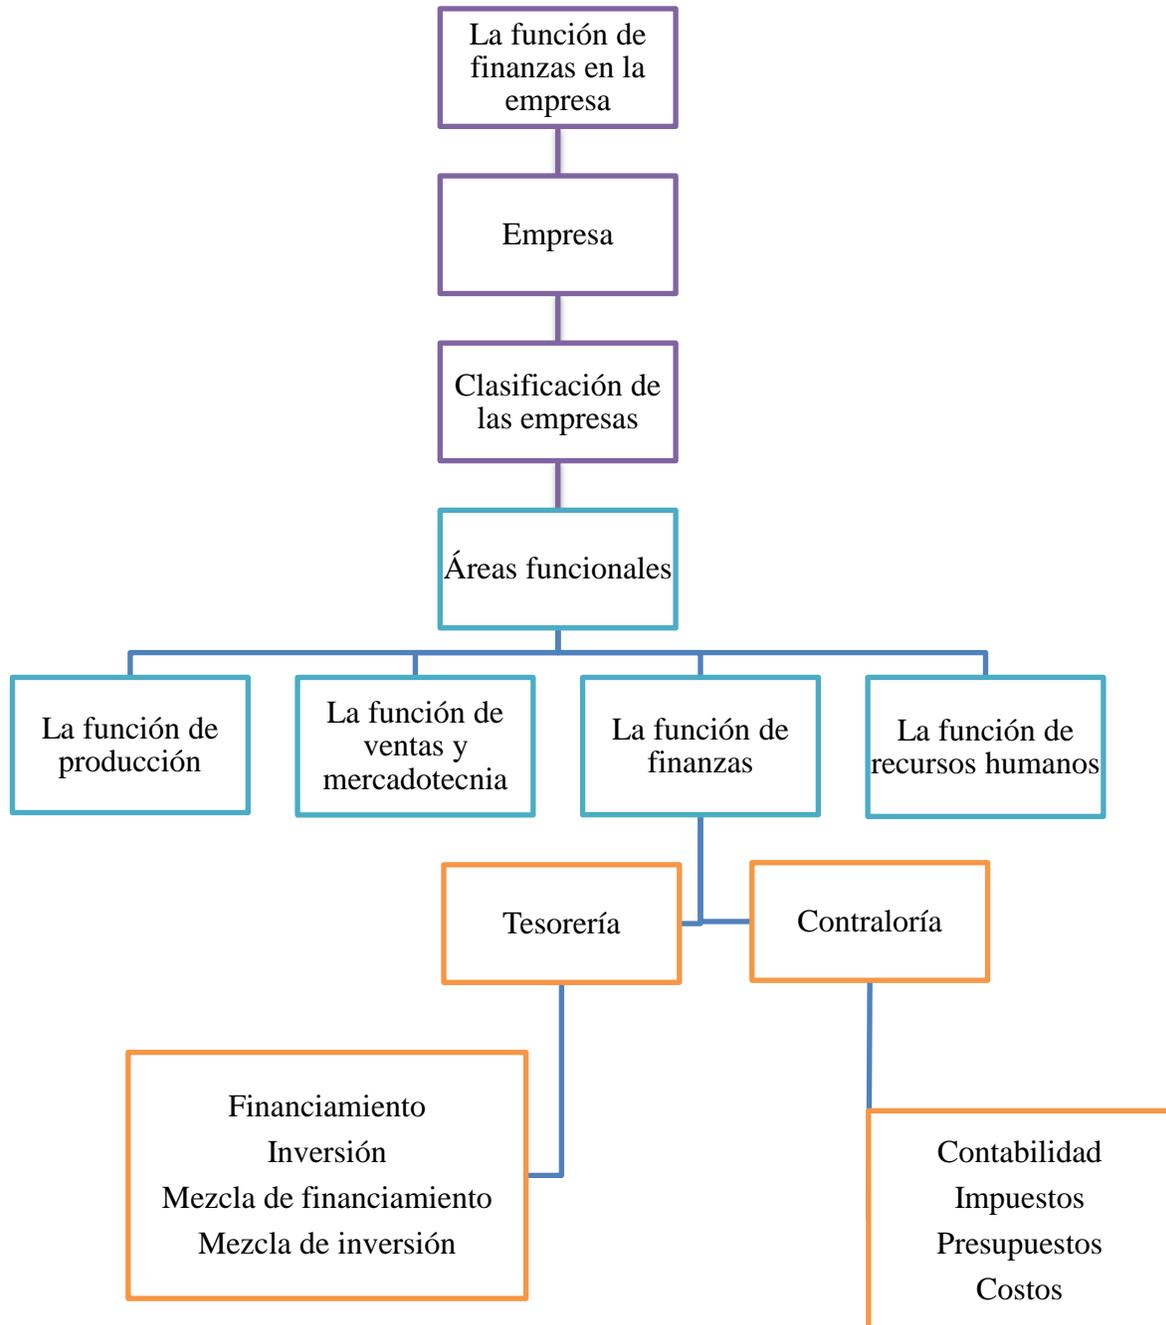 La función de
finanzas en la
empresa
Empresa
Clasificación de
las empresas
Áreas funcionales
La función de
producción
La función de
ventas y
mercadotecnia
La función de
finanzas
La función de
recursos humanos
Tesorería
Contraloría
Financiamiento
Inversión
Mezcla de financiamiento
Mezcla de inversión
Contabilidad
Impuestos
Presupuestos
Costos